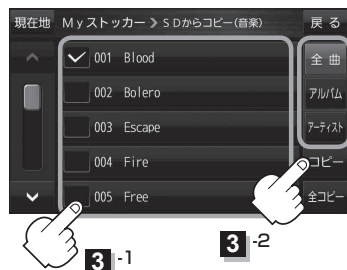 現在地 Myストッカー 》 SDからコピー(音楽) 戻る
001 Blood 全曲
002 Bolero アルバム
003 Escape アーティスト
004 Fire コピー
005 Free 全コピー
3 -1
3 -2